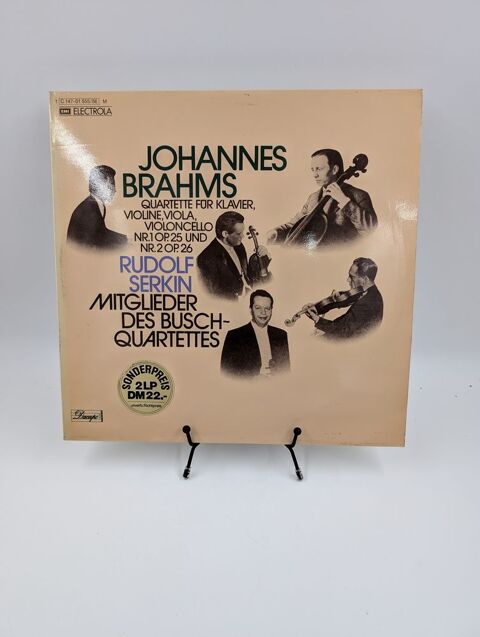 1 C 147-01 555/56 M
EMI ELECTROLA
JOHANNES
BRAHMS
QUARTETTE FÜR KLAVIER,
VIOLINE, VIOLA,
VIOLONCELLO
NR.1 OP.25 UND
NR.2 OP.26
RUDOLF
SERKIN
MITGLIEDER
DES BUSCH-
QUARTETTES
SONDERPREIS
2 LP
DM 22.-
Dacapo